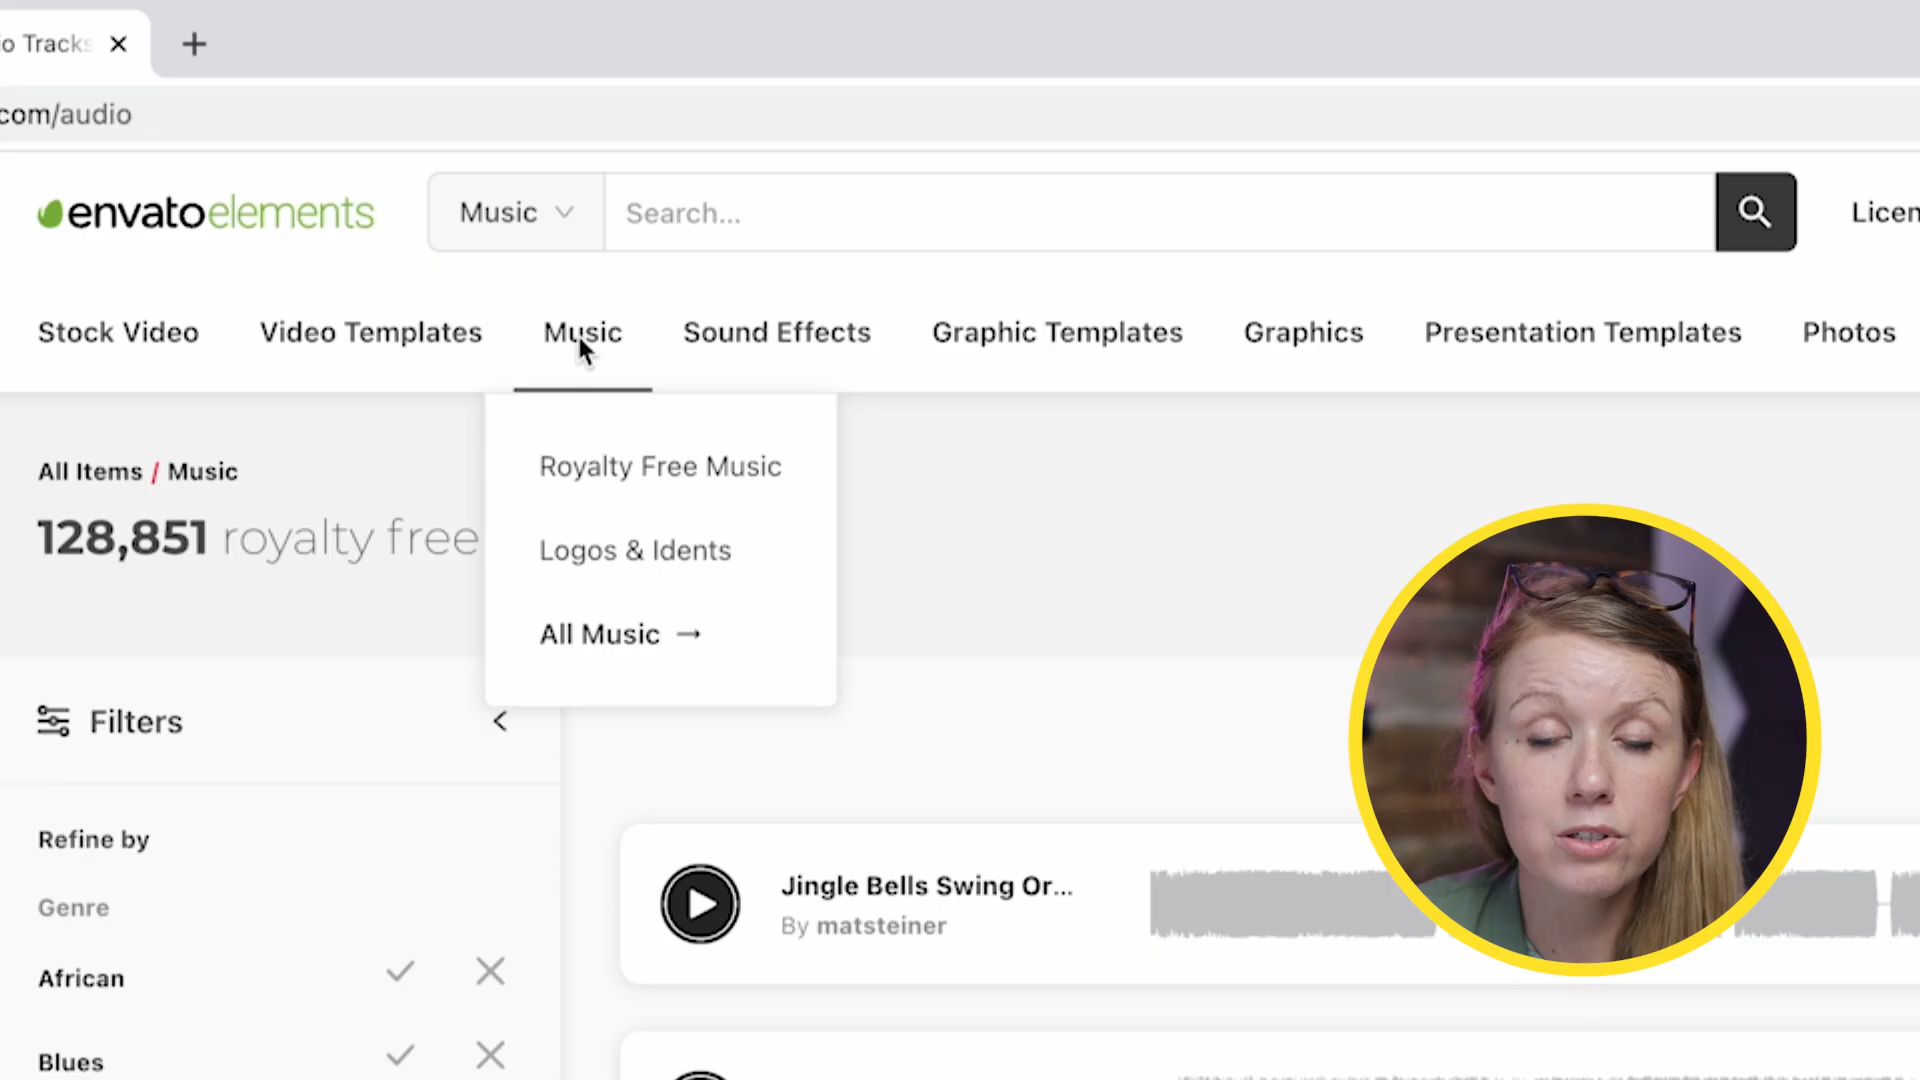 io Tracks
com/audio
envatoelements
Music
Search...
Licen
Stock Video
Video Templates
Music
Sound Effects
Graphic Templates
Graphics
Presentation Templates
Photos
Royalty Free Music
Logos & Idents
All Music →
All Items / Music
128,851 royalty free
Filters
Refine by
Genre
African
Blues
Jingle Bells Swing Or...
By matsteiner